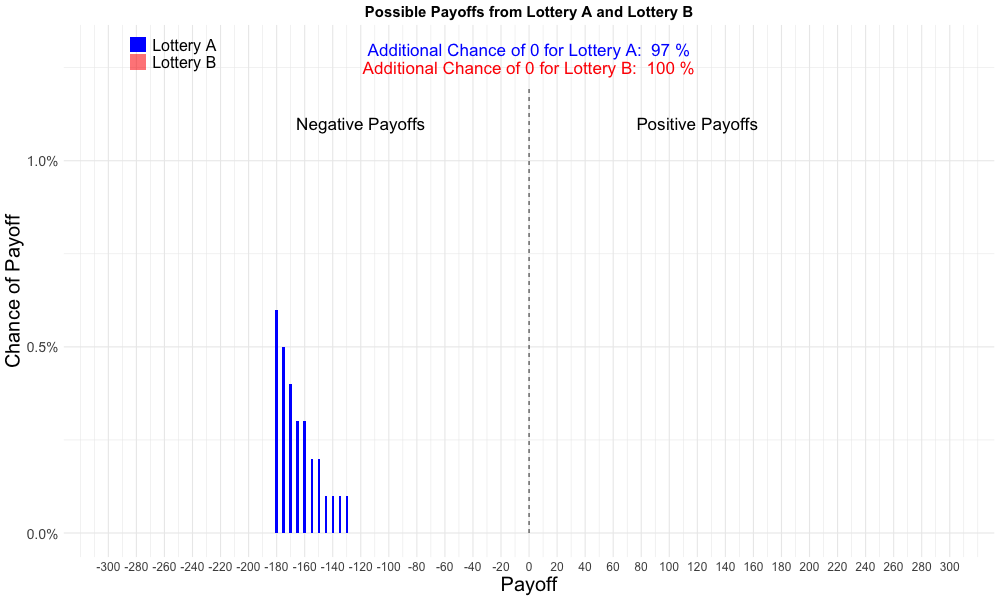 Possible Payoffs from Lottery A and Lottery B
Lottery A
Lottery B
Additional Chance of 0 for Lottery A:  97 %
Additional Chance of 0 for Lottery B:  100 %
Negative Payoffs
Positive Payoffs
Chance of Payoff
1.0%
0.5%
0.0%
-300 -280 -260 -240 -220 -200 -180 -160 -140 -120 -100 -80 -60 -40 -20 0 20 40 60 80 100 120 140 160 180 200 220 240 260 280 300
Payoff